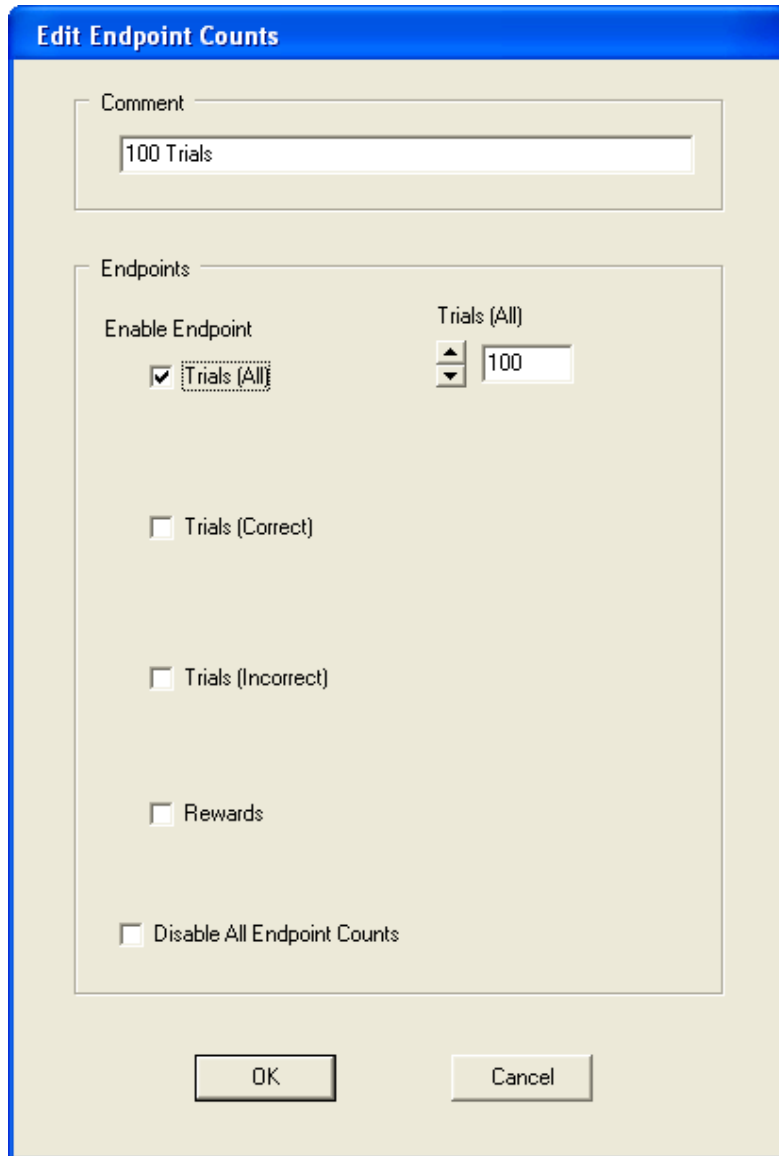 Edit Endpoint Counts
Comment
100 Trials
Endpoints
Enable Endpoint
Trials (All)
Trials (All)
100
Trials (Correct)
Trials (Incorrect)
Rewards
Disable All Endpoint Counts
OK
Cancel